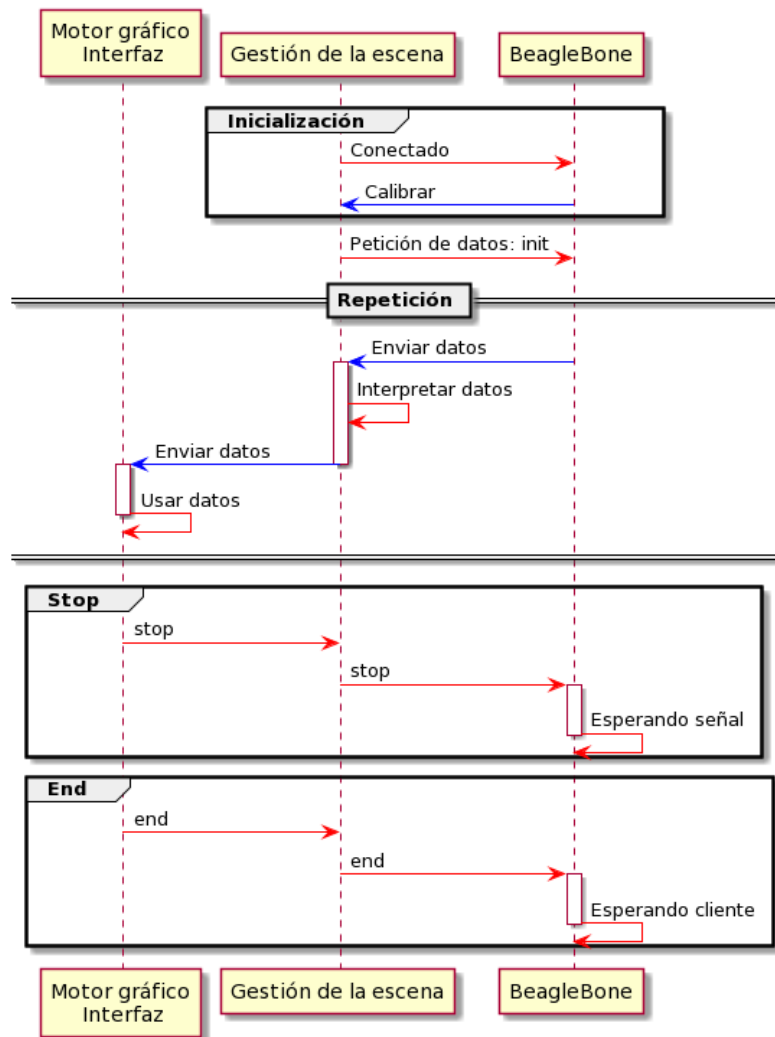 Motor gráfico
Interfaz
Gestión de la escena
BeagleBone
Inicialización
Conectado
Calibrar
Petición de datos: init
Repetición
Enviar datos
Interpretar datos
Enviar datos
Usar datos
Stop
stop
stop
Esperando señal
End
end
end
Esperando cliente
Motor gráfico
Interfaz
Gestión de la escena
BeagleBone